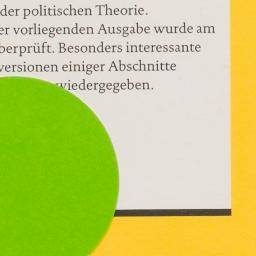 der politischen Theorie.
er vorliegenden Ausgabe wurde am
berprüft. Besonders interessante
versionen einiger Abschnitte
wiedergegeben.